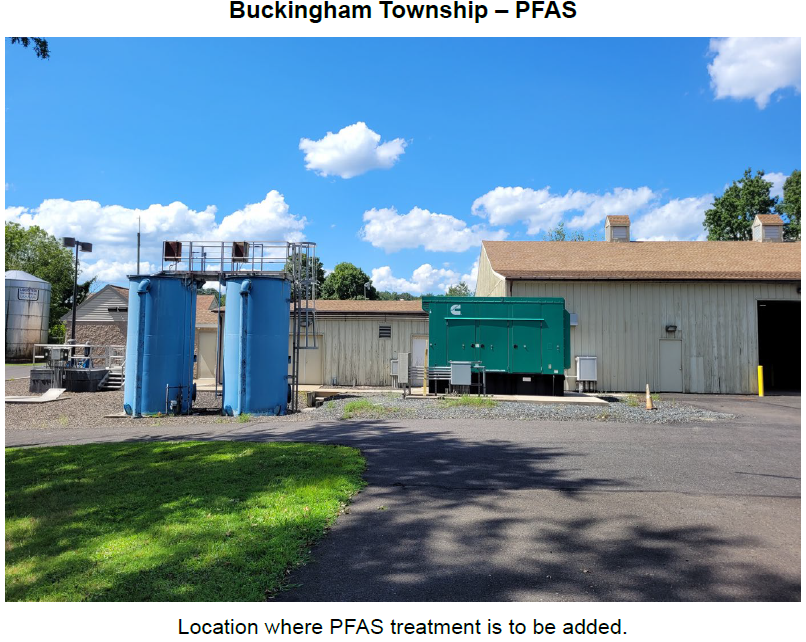 Buckingham Township – PFAS
Location where PFAS treatment is to be added.